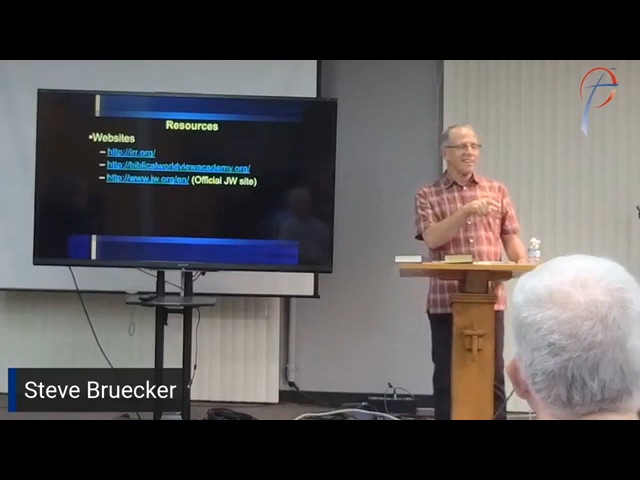 Resources
•Websites
– http://irr.org/
– http://biblicalworldviewacademy.org/
– http://www.jw.org/en/ (Official JW site)
Steve Bruecker